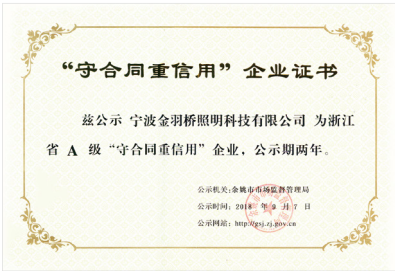 “守合同重信用”企业证书
兹公示 宁波金羽桥照明科技有限公司 为浙江
省 A 级“守合同重信用”企业，公示期两年。
公示机关：余姚市市场监督管理局
公示时间：2018 年 9 月 7 日
公示网站：http://gsj.zj.gov.cn